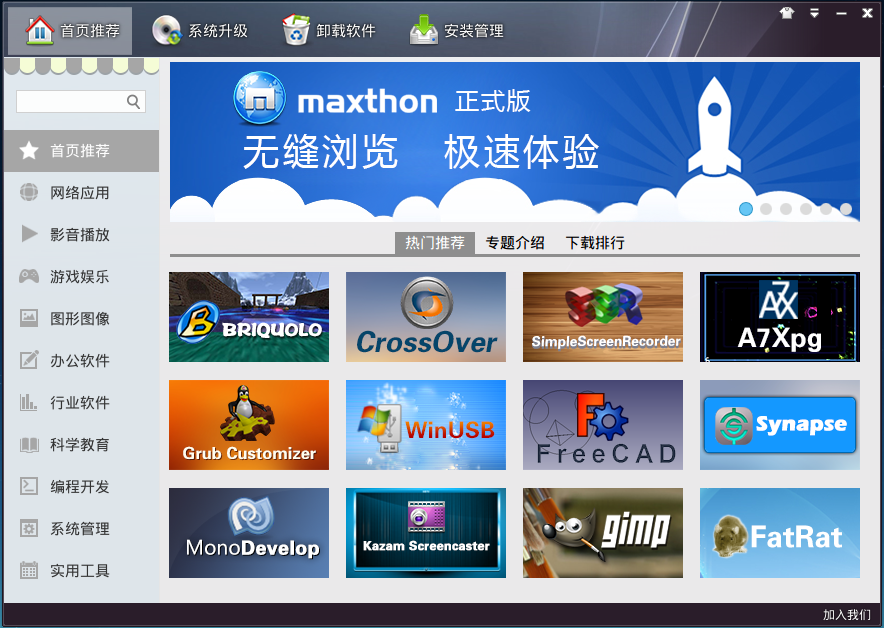 首页推荐
系统升级
卸载软件
安装管理
首页推荐
网络应用
影音播放
游戏娱乐
图形图像
办公软件
行业软件
科学教育
编程开发
系统管理
实用工具
maxthon 正式版
无缝浏览 极速体验
热门推荐 专题介绍 下载排行
BRIQUOLO
CrossOver
SSR
SimpleScreenRecorder
A7X
A7Xpg
Grub Customizer
WinUSB
FreeCAD
Synapse
MonoDevelop
Kazam Screencaster
gimp
FatRat
加入我们